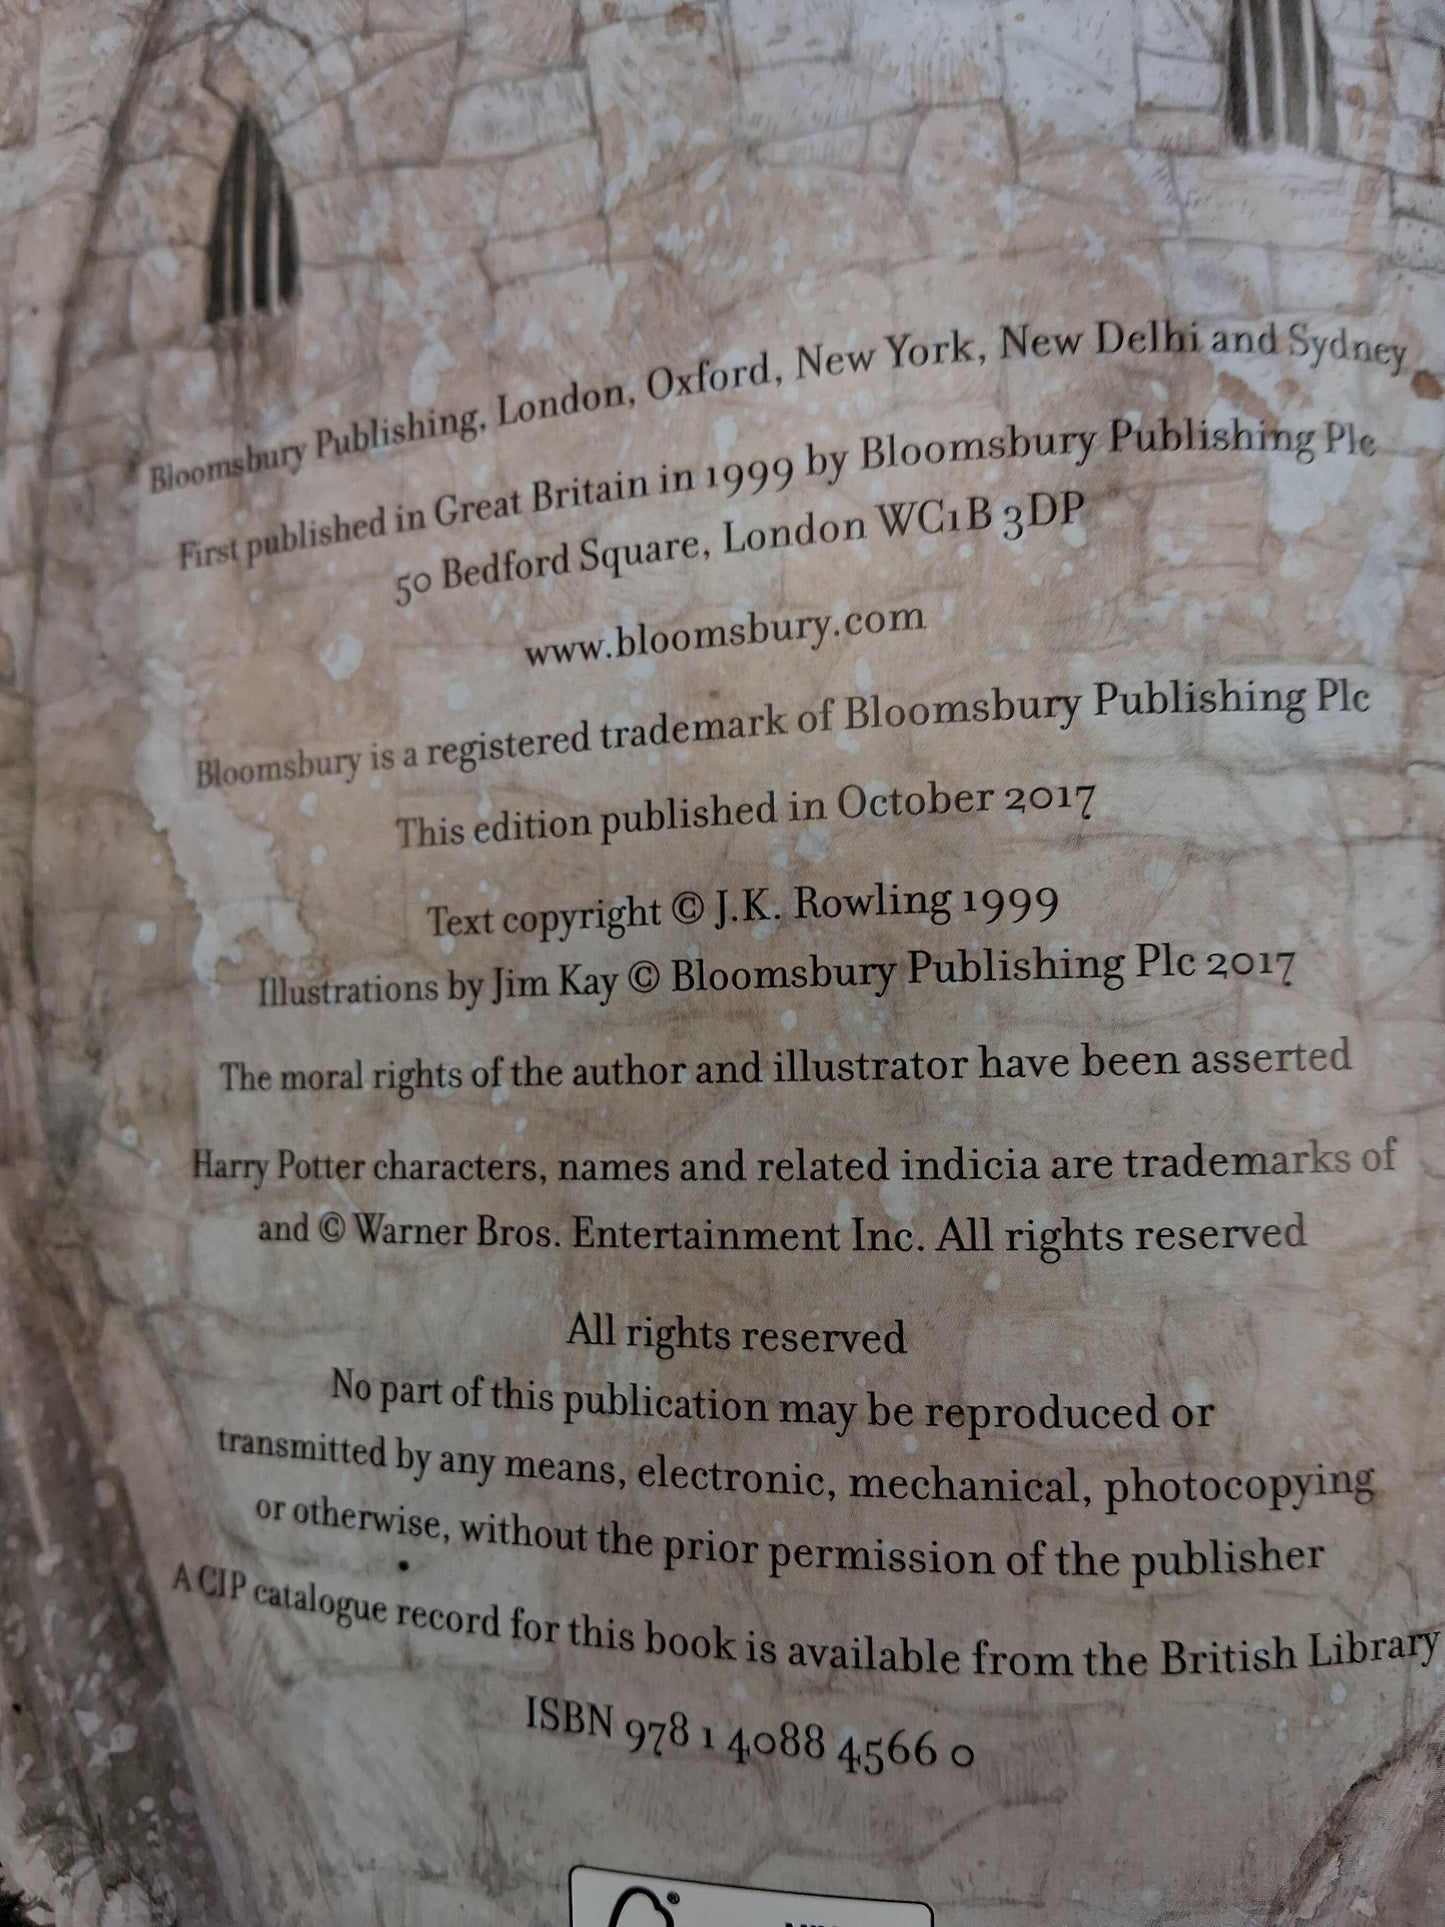 Bloomsbury Publishing, London, Oxford, New York, New Delhi and Sydney
First published in Great Britain in 1999 by Bloomsbury Publishing Plc
50 Bedford Square, London WC1B 3DP
www.bloomsbury.com
Bloomsbury is a registered trademark of Bloomsbury Publishing Plc
This edition published in October 2017
Text copyright © J.K. Rowling 1999
Illustrations by Jim Kay © Bloomsbury Publishing Plc 2017
The moral rights of the author and illustrator have been asserted
Harry Potter characters, names and related indicia are trademarks of
and © Warner Bros. Entertainment Inc. All rights reserved
All rights reserved
No part of this publication may be reproduced or
transmitted by any means, electronic, mechanical, photocopying
or otherwise, without the prior permission of the publisher
A CIP catalogue record for this book is available from the British Library
ISBN 978 1 4088 4566 0
®